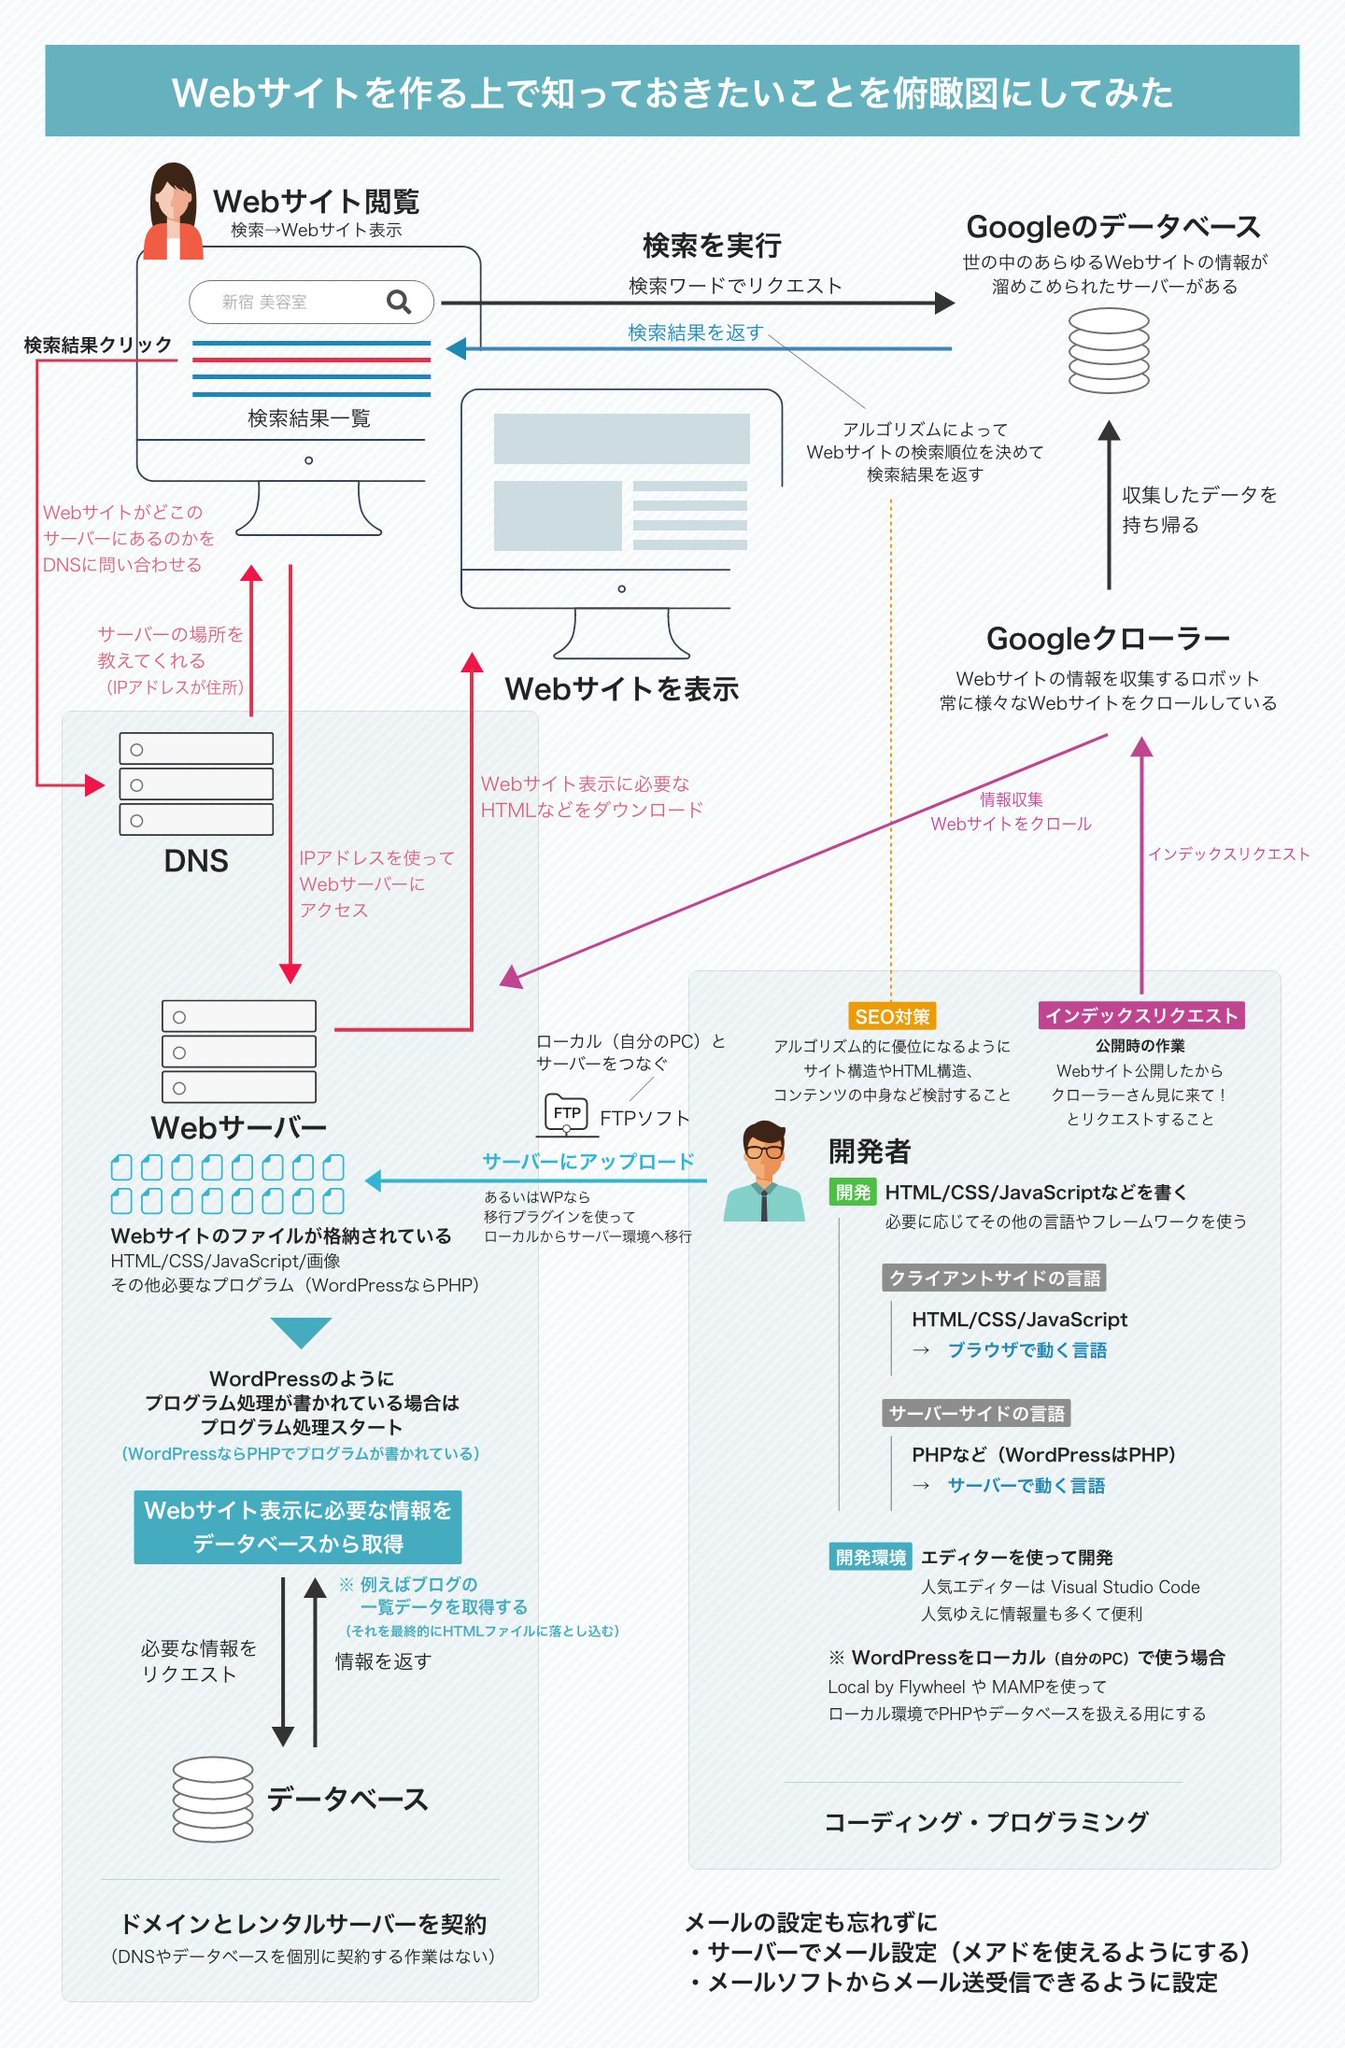 Webサイトを作る上で知っておきたいことを俯瞰図にしてみた
Webサイト閲覧
検索→Webサイト表示
新宿 美容室
検索結果一覧
検索結果クリック
検索を実行
検索ワードでリクエスト
検索結果を返す
Googleのデータベース
世の中のあらゆるWebサイトの情報が
溜めこめられたサーバーがある
アルゴリズムによって
Webサイトの検索順位を決めて
検索結果を返す
収集したデータを
持ち帰る
Webサイトがどこの
サーバーにあるのかを
DNSに問い合わせる
サーバーの場所を
教えてくれる
（IPアドレスが住所）
Webサイトを表示
Googleクローラー
Webサイトの情報を収集するロボット
常に様々なWebサイトをクロールしている
DNS
Webサイト表示に必要な
HTMLなどをダウンロード
情報収集
Webサイトをクロール
インデックスリクエスト
IPアドレスを使って
Webサーバーに
アクセス
Webサーバー
ローカル（自分のPC）と
サーバーをつなぐ
FTP
FTPソフト
サーバーにアップロード
あるいはWPなら
移行プラグインを使って
ローカルからサーバー環境へ移行
Webサイトのファイルが格納されている
HTML/CSS/JavaScript/画像
その他必要なプログラム（WordPressならPHP）
WordPressのように
プログラム処理が書かれている場合は
プログラム処理スタート
（WordPressならPHPでプログラムが書かれている）
Webサイト表示に必要な情報を
データベースから取得
※ 例えばブログの
一覧データを取得する
（それを最終的にHTMLファイルに落とし込む）
必要な情報を
リクエスト
情報を返す
データベース
ドメインとレンタルサーバーを契約
（DNSやデータベースを個別に契約する作業はない）
SEO対策
アルゴリズム的に優位になるように
サイト構造やHTML構造、
コンテンツの中身など検討すること
インデックスリクエスト
公開時の作業
Webサイト公開したから
クローラーさん見に来て！
とリクエストすること
開発者
開発 HTML/CSS/JavaScriptなどを書く
必要に応じてその他の言語やフレームワークを使う
クライアントサイドの言語
HTML/CSS/JavaScript
→ ブラウザで動く言語
サーバーサイドの言語
PHPなど（WordPressはPHP）
→ サーバーで動く言語
開発環境 エディターを使って開発
人気エディターは Visual Studio Code
人気ゆえに情報量も多くて便利
※ WordPressをローカル（自分のPC）で使う場合
Local by Flywheel や MAMPを使って
ローカル環境でPHPやデータベースを扱える用にする
コーディング・プログラミング
メールの設定も忘れずに
・サーバーでメール設定（メアドを使えるようにする）
・メールソフトからメール送受信できるように設定